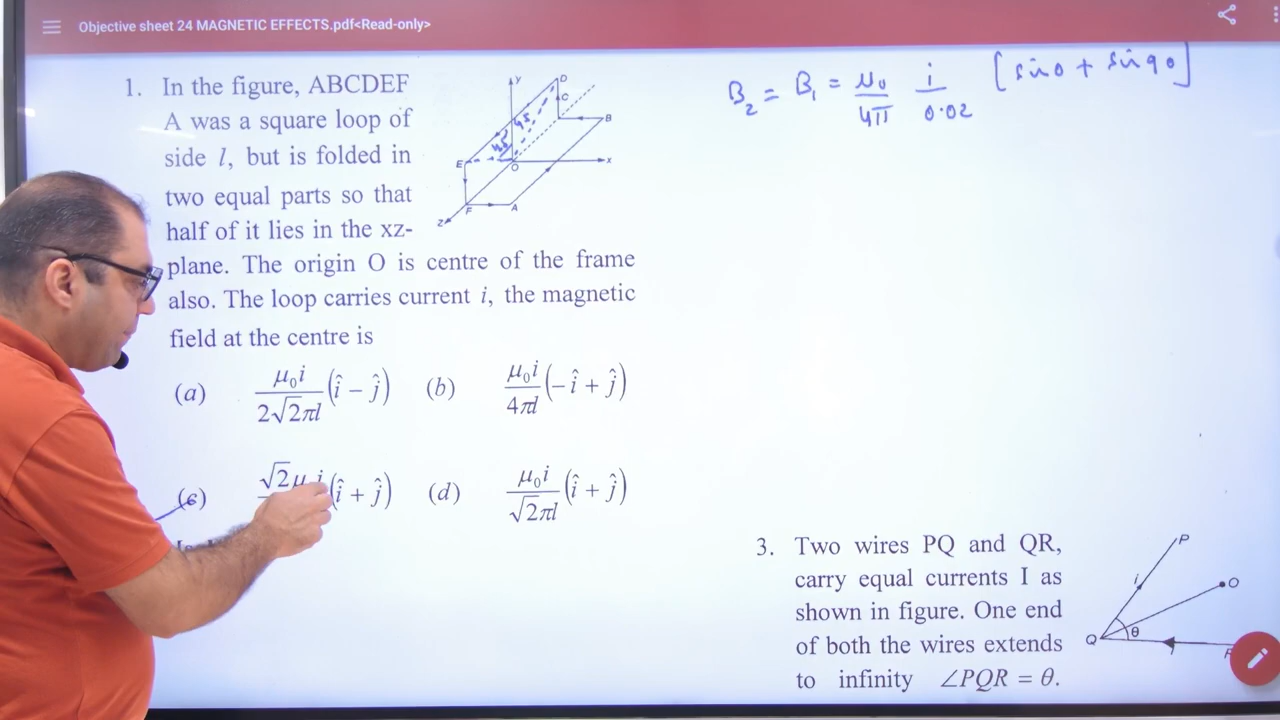 Objective sheet 24 MAGNETIC EFFECTS.pdf<Read-only>
B₂ = B₁ = μ₀/4π i/0.02 [sin0 + sin90]
1. In the figure, ABCDEF
A was a square loop of
side l, but is folded in
two equal parts so that
half of it lies in the xz-
plane. The origin O is centre of the frame
also. The loop carries current i, the magnetic
field at the centre is
Y
D
C
45
45
B
E
O
x
F
A
z
(a) μ₀i/2√2πl (î − ĵ) (b) μ₀i/4πl (−î + ĵ)
(c) √2μ i (î + ĵ) (d) μ₀i/√2πl (î + ĵ)
3. Two wires PQ and QR,
carry equal currents I as
shown in figure. One end
of both the wires extends
to infinity ∠PQR = θ.
P
i
O
Q
θ